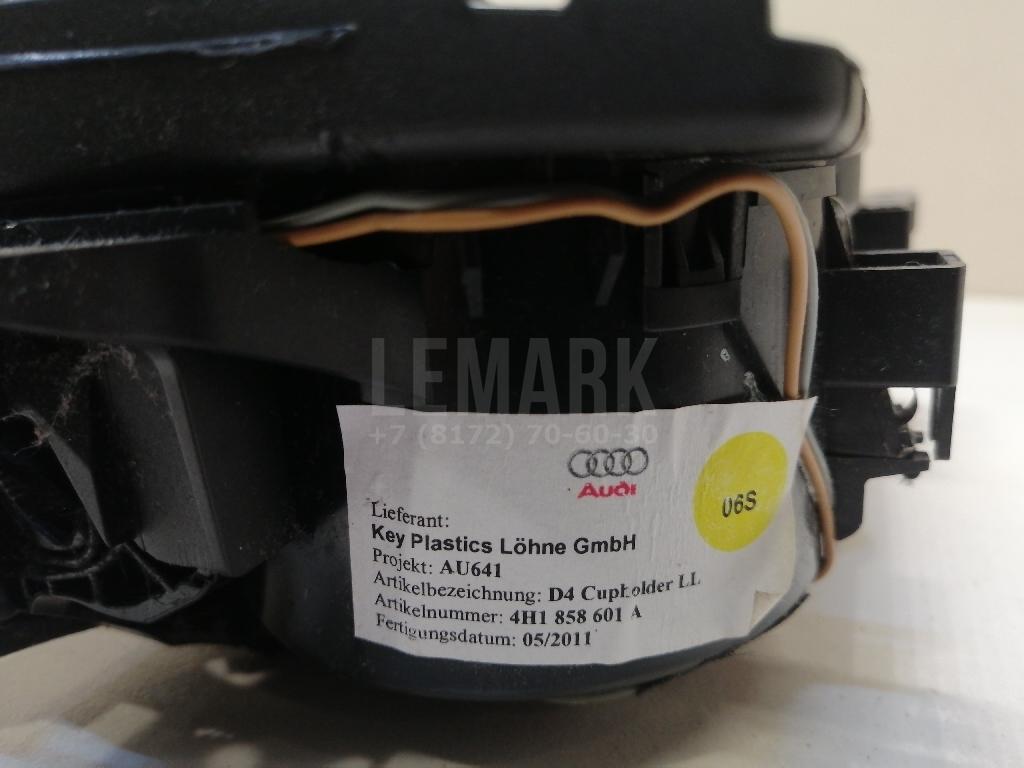 LEMARK
+7 (8172) 70-60-30
Audi
06S
Lieferant:
Key Plastics Löhne GmbH
Projekt: AU641
Artikelbezeichnung: D4 Cupholder LL
Artikelnummer: 4H1 858 601 A
Fertigungsdatum: 05/2011